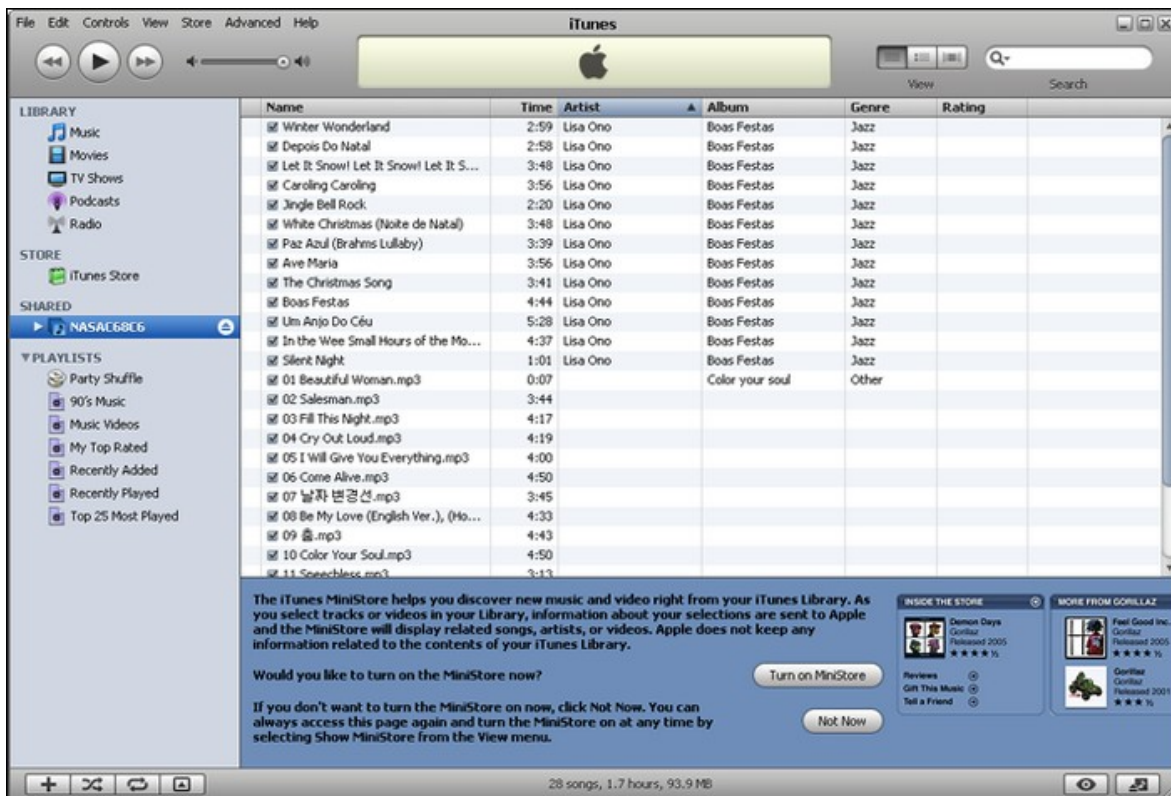 File Edit Controls View Store Advanced Help
iTunes
View
Search
LIBRARY
Music
Movies
TV Shows
Podcasts
Radio
STORE
iTunes Store
SHARED
NASAC68C6
PLAYLISTS
Party Shuffle
90's Music
Music Videos
My Top Rated
Recently Added
Recently Played
Top 25 Most Played
Name Time Artist Album Genre Rating
Winter Wonderland 2:59 Lisa Ono Boas Festas Jazz
Depois Do Natal 2:58 Lisa Ono Boas Festas Jazz
Let It Snow! Let It Snow! Let It S... 3:48 Lisa Ono Boas Festas Jazz
Caroling Caroling 3:56 Lisa Ono Boas Festas Jazz
Jingle Bell Rock 2:20 Lisa Ono Boas Festas Jazz
White Christmas (Noite de Natal) 3:48 Lisa Ono Boas Festas Jazz
Paz Azul (Brahms Lullaby) 3:39 Lisa Ono Boas Festas Jazz
Ave Maria 3:56 Lisa Ono Boas Festas Jazz
The Christmas Song 3:41 Lisa Ono Boas Festas Jazz
Boas Festas 4:44 Lisa Ono Boas Festas Jazz
Um Anjo Do Céu 5:28 Lisa Ono Boas Festas Jazz
In the Wee Small Hours of the Mo... 4:37 Lisa Ono Boas Festas Jazz
Silent Night 1:01 Lisa Ono Boas Festas Jazz
01 Beautiful Woman.mp3 0:07 Color your soul Other
02 Salesman.mp3 3:44
03 Fill This Night.mp3 4:17
04 Cry Out Loud.mp3 4:19
05 I Will Give You Everything.mp3 4:00
06 Come Alive.mp3 4:50
07 날짜 변경선.mp3 3:45
08 Be My Love (English Ver.), (Ho... 4:33
09 .mp3 4:43
10 Color Your Soul.mp3 4:50
11 Speechless.mp3 3:13
The iTunes MiniStore helps you discover new music and video right from your iTunes Library. As
you select tracks or videos in your Library, information about your selections are sent to Apple
and the MiniStore will display related songs, artists, or videos. Apple does not keep any
information related to the contents of your iTunes Library.
Would you like to turn on the MiniStore now?
Turn on MiniStore
If you don't want to turn the MiniStore on now, click Not Now. You can
always access this page again and turn the MiniStore on at any time by
selecting Show MiniStore from the View menu.
Not Now
INSIDE THE STORE
Demon Days
Gorillaz
Released 2005
Reviews
Gift This Music
Tell a Friend
MORE FROM GORILLAZ
Feel Good Inc.
Gorillaz
Released 2005
Gorillaz
Gorillaz
Released 2001
28 songs, 1.7 hours, 93.9 MB